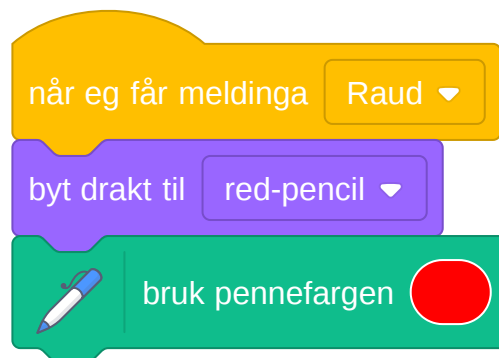 når eg får meldinga Raud
byt drakt til red-pencil
bruk pennefargen